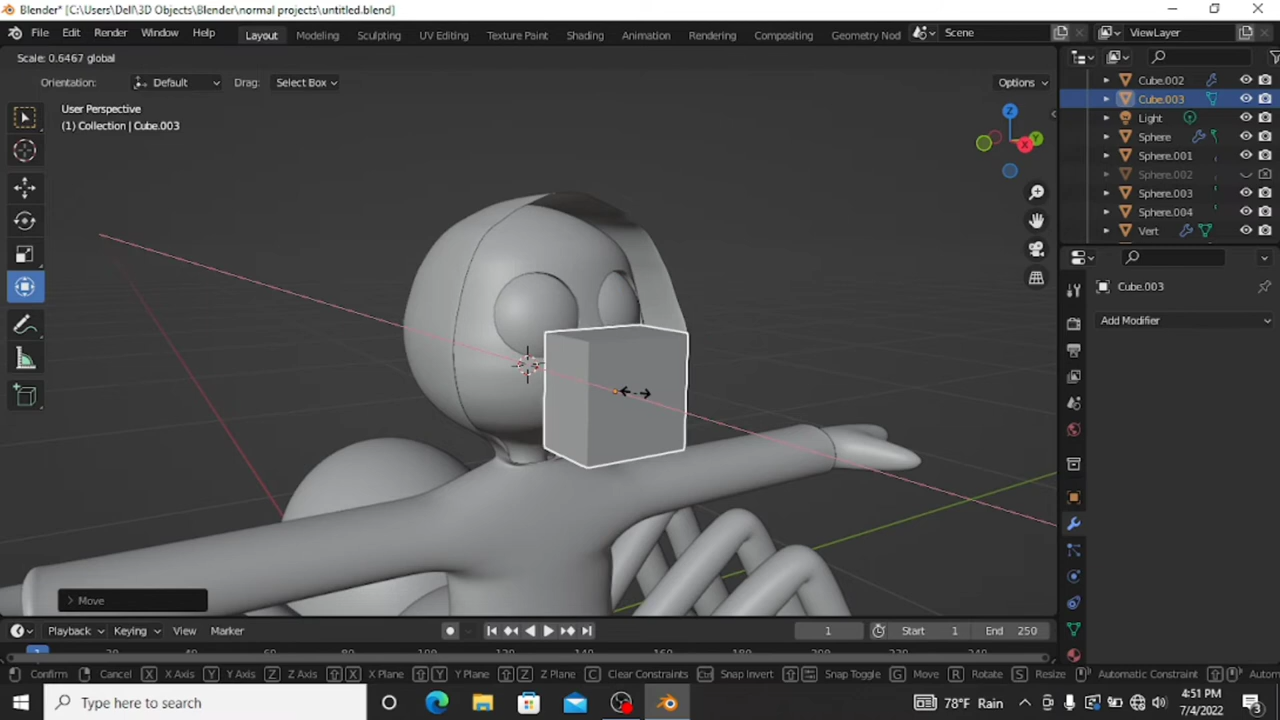 Blender* [C:\Users\Dell\3D Objects\Blender\normal projects\untitled.blend]
File Edit Render Window Help Layout Modeling Sculpting UV Editing Texture Paint Shading Animation Rendering Compositing Geometry Nod Scene ViewLayer
Scale: 0.6467 global
Orientation: Default Drag: Select Box Options
User Perspective
(1) Collection | Cube.003
Z
Y
X
Cube.002
Cube.003
Light
Sphere
Sphere.001
Sphere.002
Sphere.003
Sphere.004
Vert
Cube.003
Add Modifier
Move
Playback Keying View Marker 1 Start 1 End 250
Confirm Cancel X X Axis Y Y Axis Z Z Axis X X Plane Y Y Plane Z Z Plane C Clear Constraints Snap Invert Snap Toggle G Move R Rotate S Resize Automatic Constraint Autom
Type here to search 78°F Rain 4:51 PM
7/4/2022 3